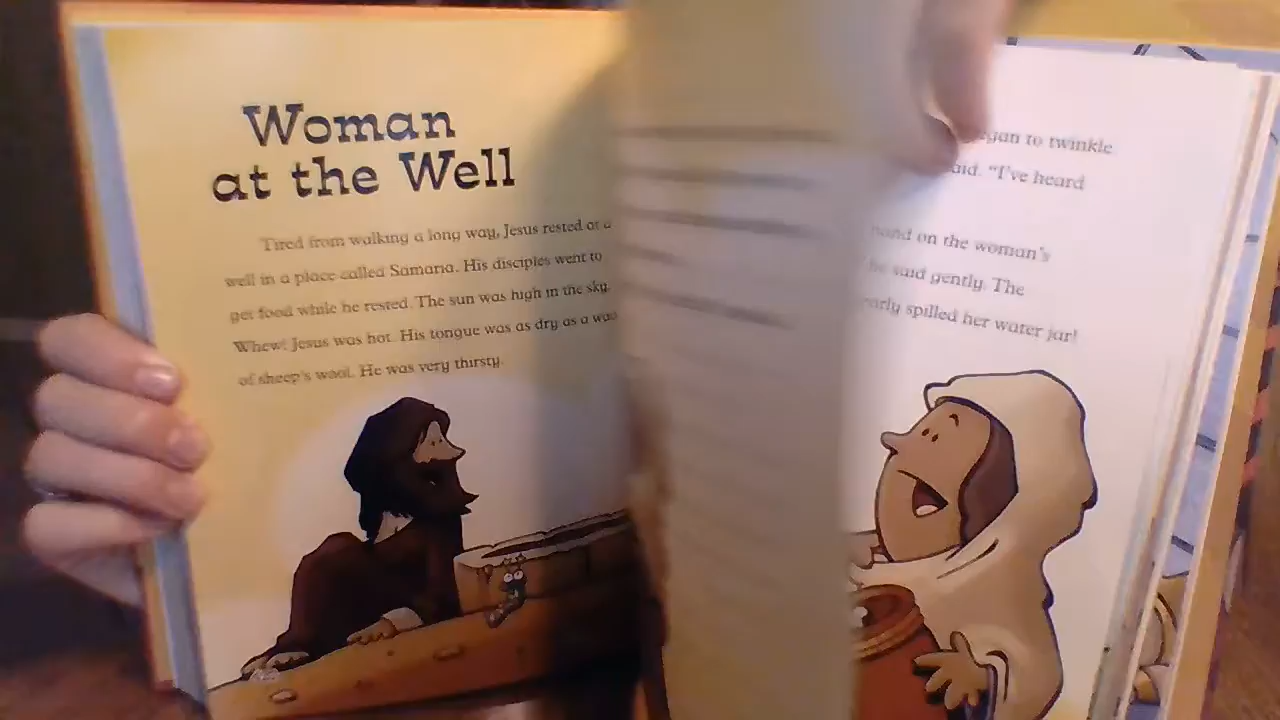 Woman
at the Well
Tired from walking a long way, Jesus rested at a
well in a place called Samaria. His disciples went to
get food while he rested. The sun was high in the sky.
Whew! Jesus was hot. His tongue was as dry as a wad
of sheep's wool. He was very thirsty.
egan to twinkle.
aid. "I've heard
hand on the woman's
he said gently. The
early spilled her water jar!